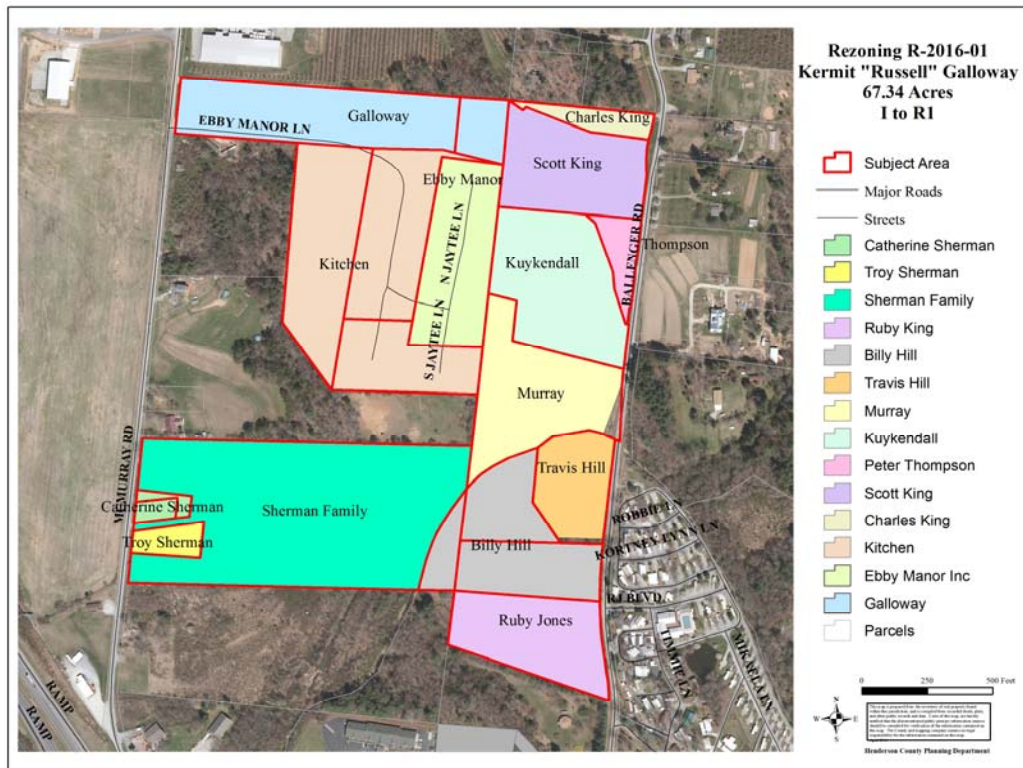 Rezoning R-2016-01
Kermit "Russell" Galloway
67.34 Acres
I to R1
Subject Area
Major Roads
Streets
Catherine Sherman
Troy Sherman
Sherman Family
Ruby King
Billy Hill
Travis Hill
Murray
Kuykendall
Peter Thompson
Scott King
Charles King
Kitchen
Ebby Manor Inc
Galloway
Parcels
0 250 500 Feet
N
W E
S
Henderson County Planning Department
Galloway
EBBY MANOR LN
Charles King
Scott King
Ebby Manor
N JAYTEE LN
BALLENGER RD
Thompson
Kuykendall
Kitchen
S JAYTEE LN
Murray
MCMURRAY RD
Travis Hill
Catherine Sherman
Sherman Family
Troy Sherman
Billy Hill
ROBBIE LN
KORTNEY LYNN LN
RJ BLVD
Ruby Jones
TIMMIE LN
MIKAELA LN
RAMP
RAMP